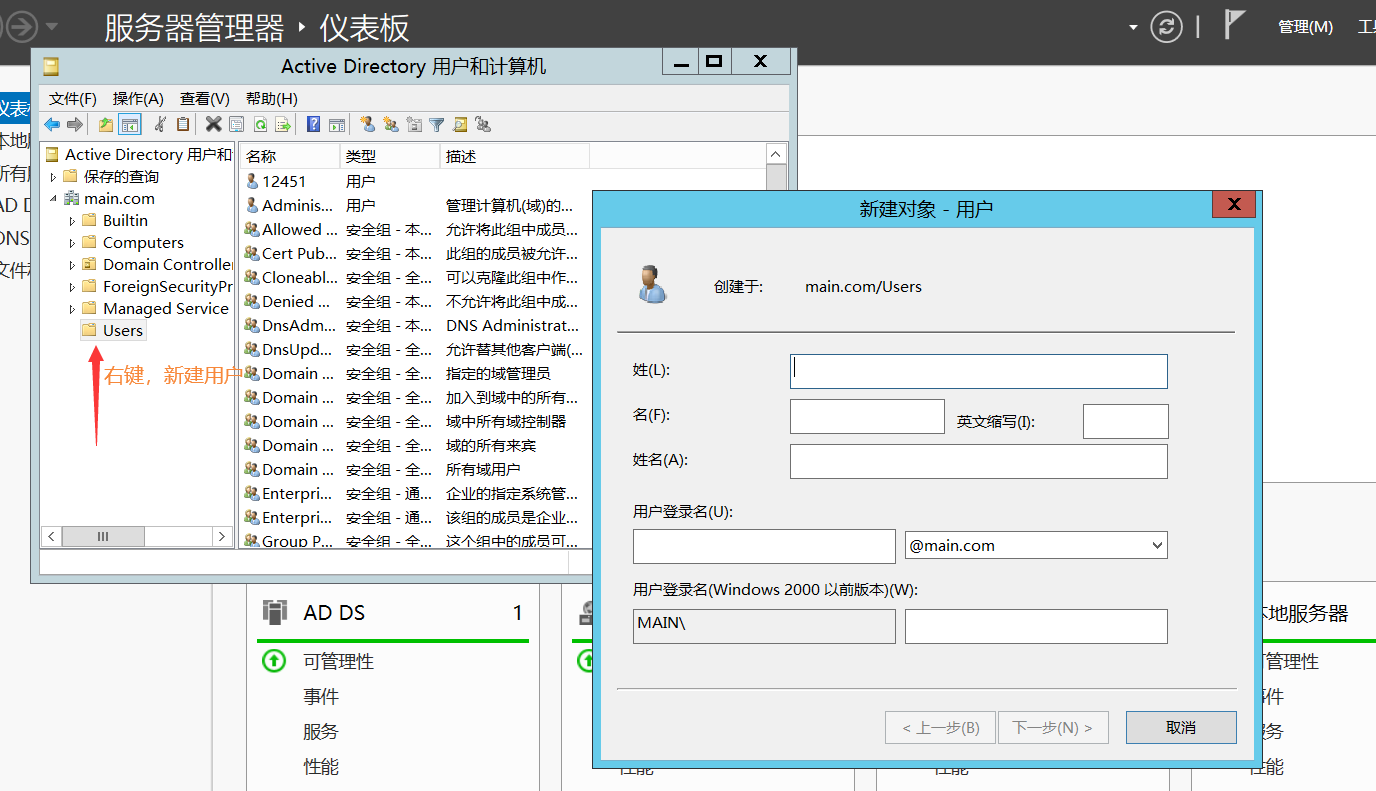 服务器管理器 ‣ 仪表板
管理(M)
Active Directory 用户和计算机
文件(F) 操作(A) 查看(V) 帮助(H)
Active Directory 用户和
保存的查询
main.com
Builtin
Computers
Domain Controller
ForeignSecurityPr
Managed Service
Users
右键，新建用户
名称 类型 描述
12451 用户
Adminis... 用户 管理计算机(域)的...
Allowed ... 安全组 - 本... 允许将此组中成员...
Cert Pub... 安全组 - 本... 此组的成员被允许...
Cloneabl... 安全组 - 全... 可以克隆此组中作...
Denied ... 安全组 - 本... 不允许将此组中成...
DnsAdm... 安全组 - 本... DNS Administrat...
DnsUpd... 安全组 - 全... 允许替其他客户端(...
Domain ... 安全组 - 全... 指定的域管理员
Domain ... 安全组 - 全... 加入到域中的所有...
Domain ... 安全组 - 全... 域中所有域控制器
Domain ... 安全组 - 全... 域的所有来宾
Domain ... 安全组 - 全... 所有域用户
Enterpri... 安全组 - 通... 企业的指定系统管...
Enterpri... 安全组 - 通... 该组的成员是企业...
Group P... 安全组 - 全... 这个组中的成员可...
新建对象 - 用户
创建于: main.com/Users
姓(L):
名(F): 英文缩写(I):
姓名(A):
用户登录名(U):
@main.com
用户登录名(Windows 2000 以前版本)(W):
MAIN\
< 上一步(B) 下一步(N) > 取消
AD DS 1
可管理性
事件
服务
性能
地服务器
可管理性
事件
服务
性能
性能
性能
DNS